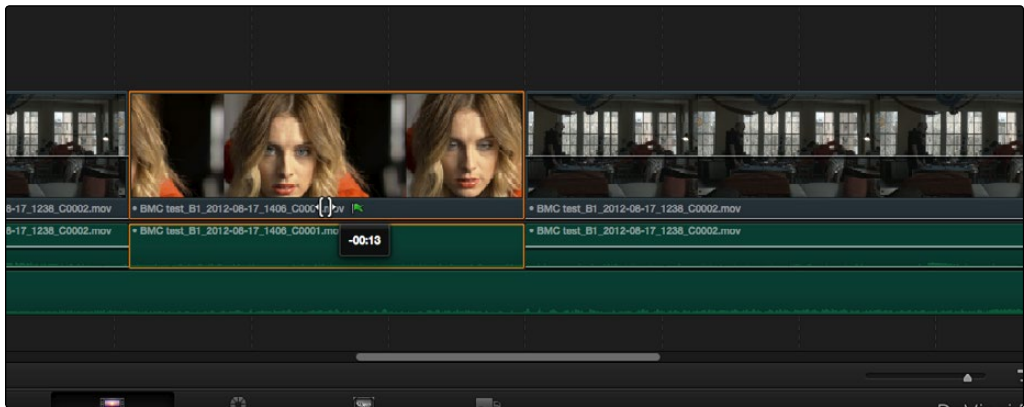 8-17_1238_C0002.mov
• BMC test_B1_2012-08-17_1406_C000
• BMC test_B1_2012-08-17_1238_C0002.mov
8-17_1238_C0002.mov
• BMC test_B1_2012-08-17_1406_C0001.mo
• BMC test_B1_2012-08-17_1238_C0002.mov
-00:13